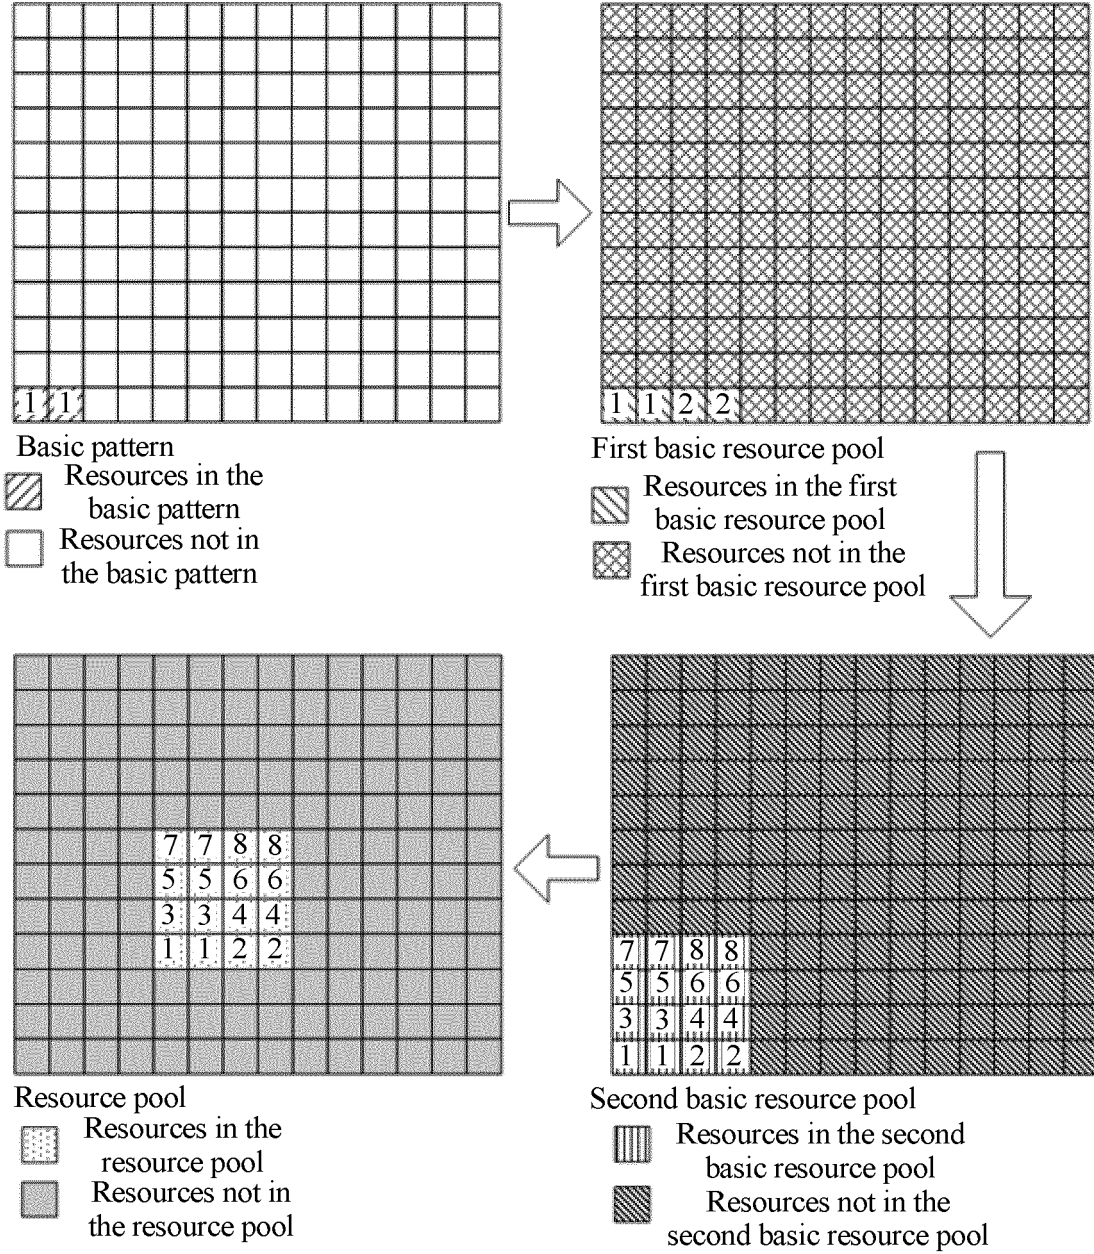 1 1
Basic pattern
Resources in the
basic pattern
Resources not in
the basic pattern
1 1 2 2
First basic resource pool
Resources in the first
basic resource pool
Resources not in the
first basic resource pool
7 7 8 8
5 5 6 6
3 3 4 4
1 1 2 2
Second basic resource pool
Resources in the second
basic resource pool
Resources not in the
second basic resource pool
7 7 8 8
5 5 6 6
3 3 4 4
1 1 2 2
Resource pool
Resources in the
resource pool
Resources not in
the resource pool